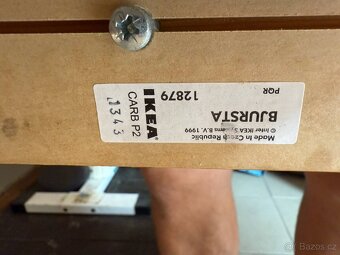 BJURSTA
© Inter IKEA Systems B.V. 1999
Made in Czech Republic
PQR
12879
IKEA
CARB P2
1343
bazos.cz